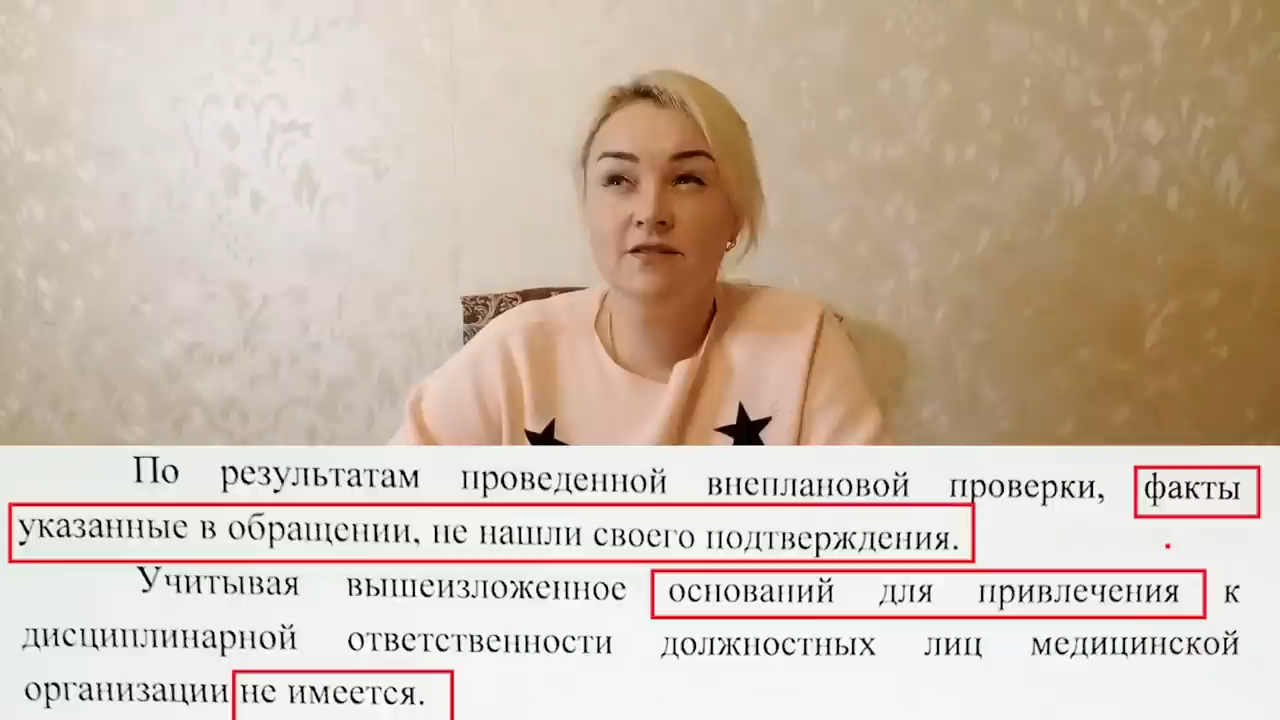 По результатам проведенной внеплановой проверки, факты
указанные в обращении, не нашли своего подтверждения.
Учитывая вышеизложенное оснований для привлечения к
дисциплинарной ответственности должностных лиц медицинской
организации не имеется.